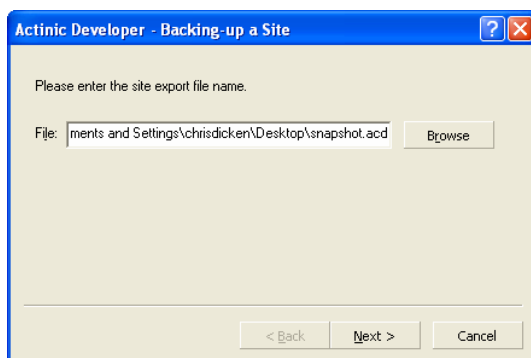 Actinic Developer - Backing-up a Site
Please enter the site export file name.
File: ments and Settings\chrisdicken\Desktop\snapshot.acd Browse
< Back Next > Cancel